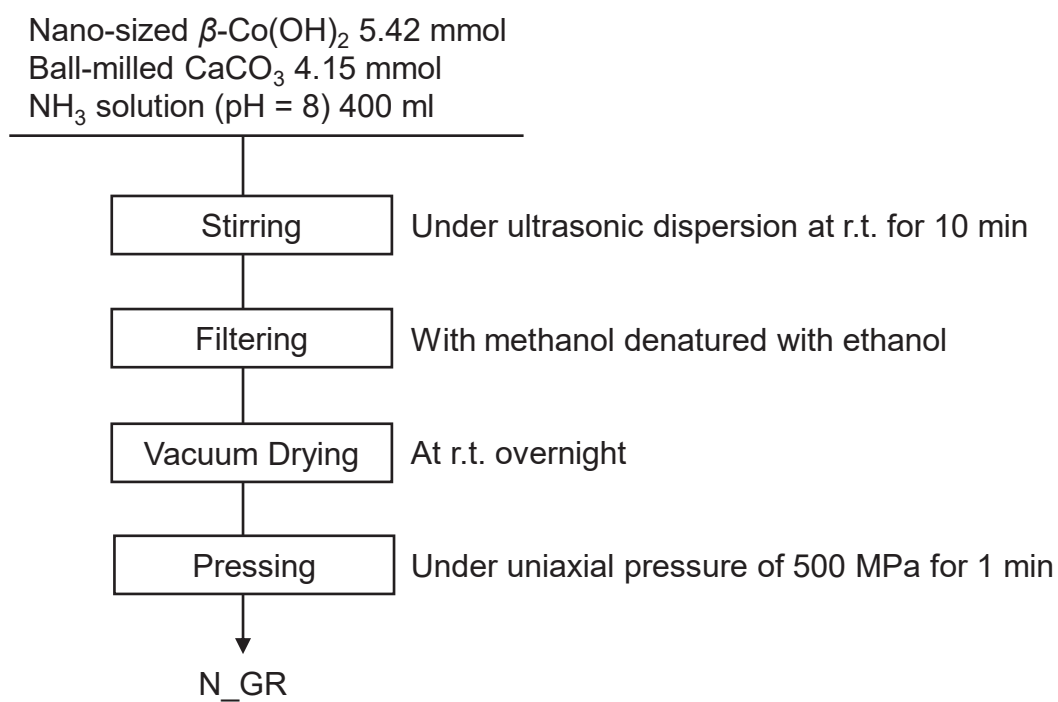 Nano-sized β-Co(OH)₂ 5.42 mmol
Ball-milled CaCO₃ 4.15 mmol
NH₃ solution (pH = 8) 400 ml
Stirring Under ultrasonic dispersion at r.t. for 10 min
Filtering With methanol denatured with ethanol
Vacuum Drying At r.t. overnight
Pressing Under uniaxial pressure of 500 MPa for 1 min
N_GR